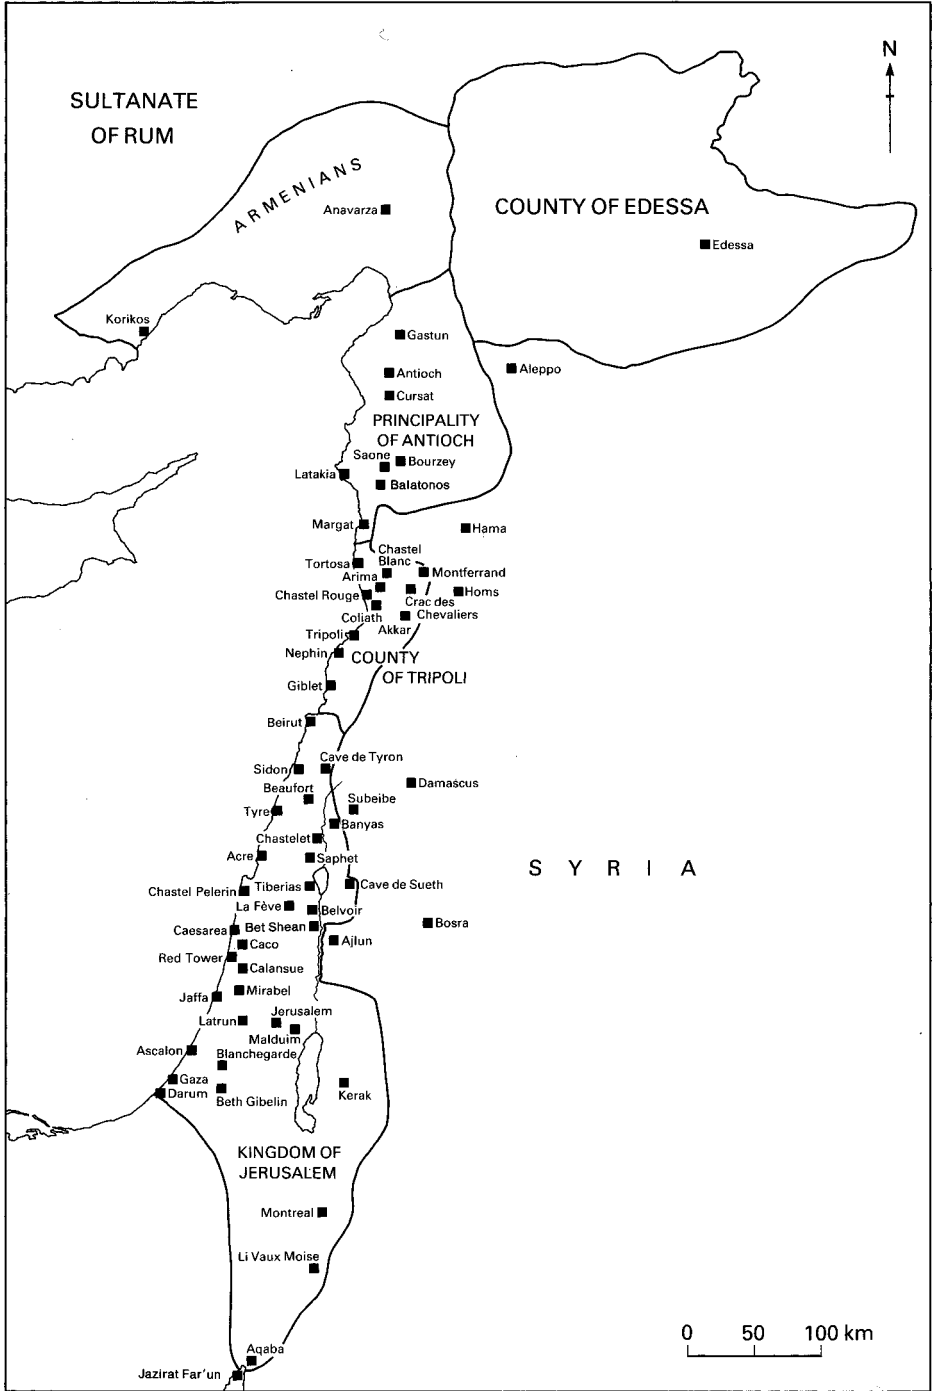 N
SULTANATE
OF RUM
ARMENIANS
Anavarza
COUNTY OF EDESSA
Edessa
Korikos
Gastun
Aleppo
Antioch
Cursat
PRINCIPALITY
OF ANTIOCH
Saone
Bourzey
Latakia
Balatonos
Margat
Hama
Chastel
Blanc
Tortosa
Montferrand
Arima
Homs
Chastel Rouge
Crac des
Chevaliers
Coliath
Akkar
Tripoli
Nephin
COUNTY
OF TRIPOLI
Giblet
Beirut
Cave de Tyron
Sidon
Damascus
Beaufort
Subeibe
Tyre
Banyas
Chastelet
Acre
Saphet
SYRIA
Chastel Pelerin
Tiberias
Cave de Sueth
La Fève
Belvoir
Bosra
Caesarea
Bet Shean
Ajlun
Caco
Red Tower
Calansue
Jaffa
Mirabel
Jerusalem
Latrun
Malduim
Ascalon
Blanchegarde
Gaza
Darum
Beth Gibelin
Kerak
KINGDOM OF
JERUSALEM
Montreal
Li Vaux Moise
Aqaba
Jazirat Far'un
0 50 100 km